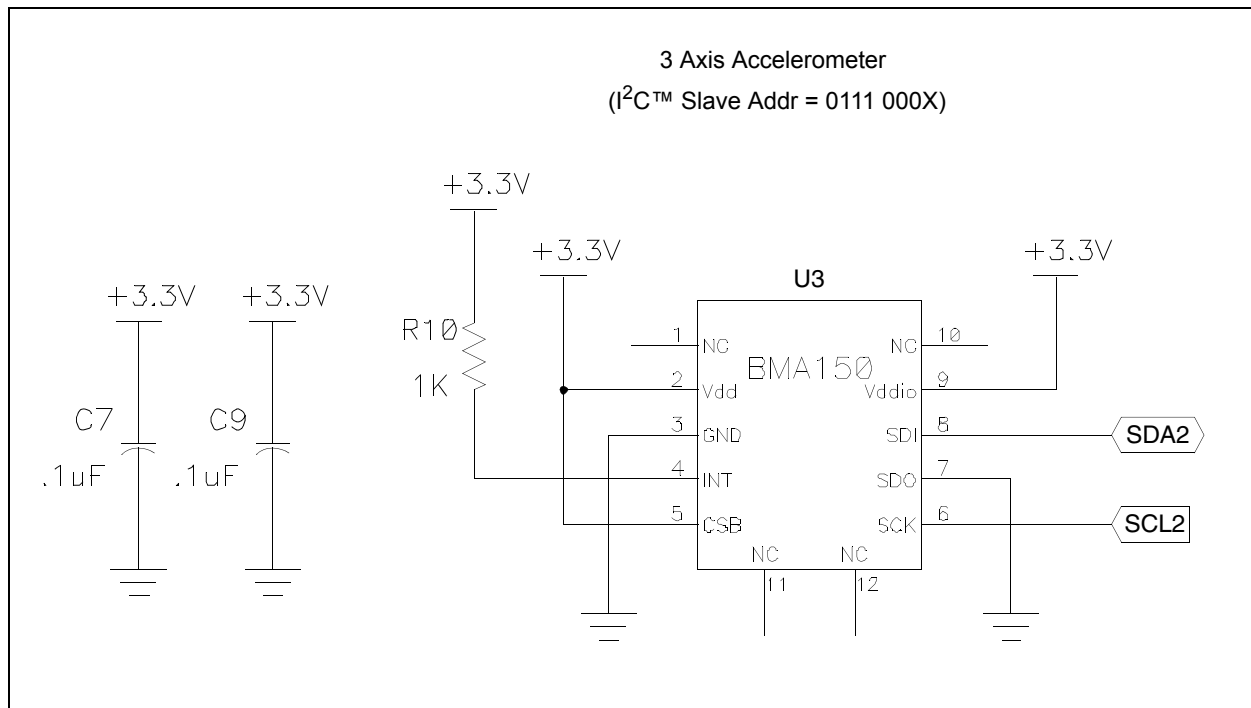 3 Axis Accelerometer
(I²C™ Slave Addr = 0111 000X)
+3.3V
+3.3V
+3.3V
U3
+3.3V
+3.3V
R10
1K
C7
.1uF
C9
.1uF
BMA150
1
NC
2
Vdd
3
GND
4
INT
5
CSB
NC
10
Vddio
9
SDI
8
SDO
7
SCK
6
NC
11
NC
12
SDA2
SCL2